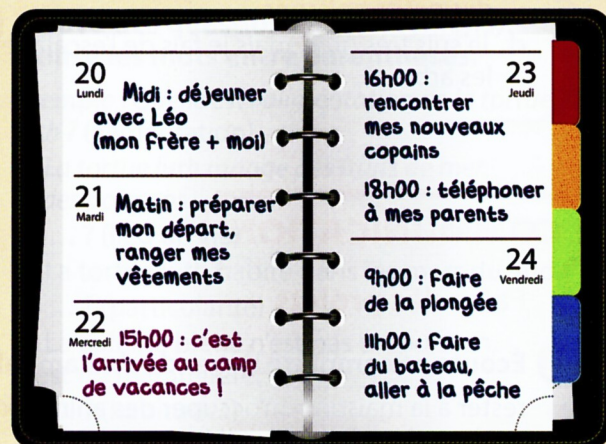 20
Lundi
Midi : déjeuner
avec Léo
(mon frère + moi)
21
Mardi
Matin : préparer
mon départ,
ranger mes
vêtements
22
Mercredi
15h00 : c'est
l'arrivée au camp
de vacances !
23
Jeudi
16h00 :
rencontrer
mes nouveaux
copains
18h00 : téléphoner
à mes parents
24
Vendredi
9h00 : Faire
de la plongée
11h00 : Faire
du bateau,
aller à la pêche